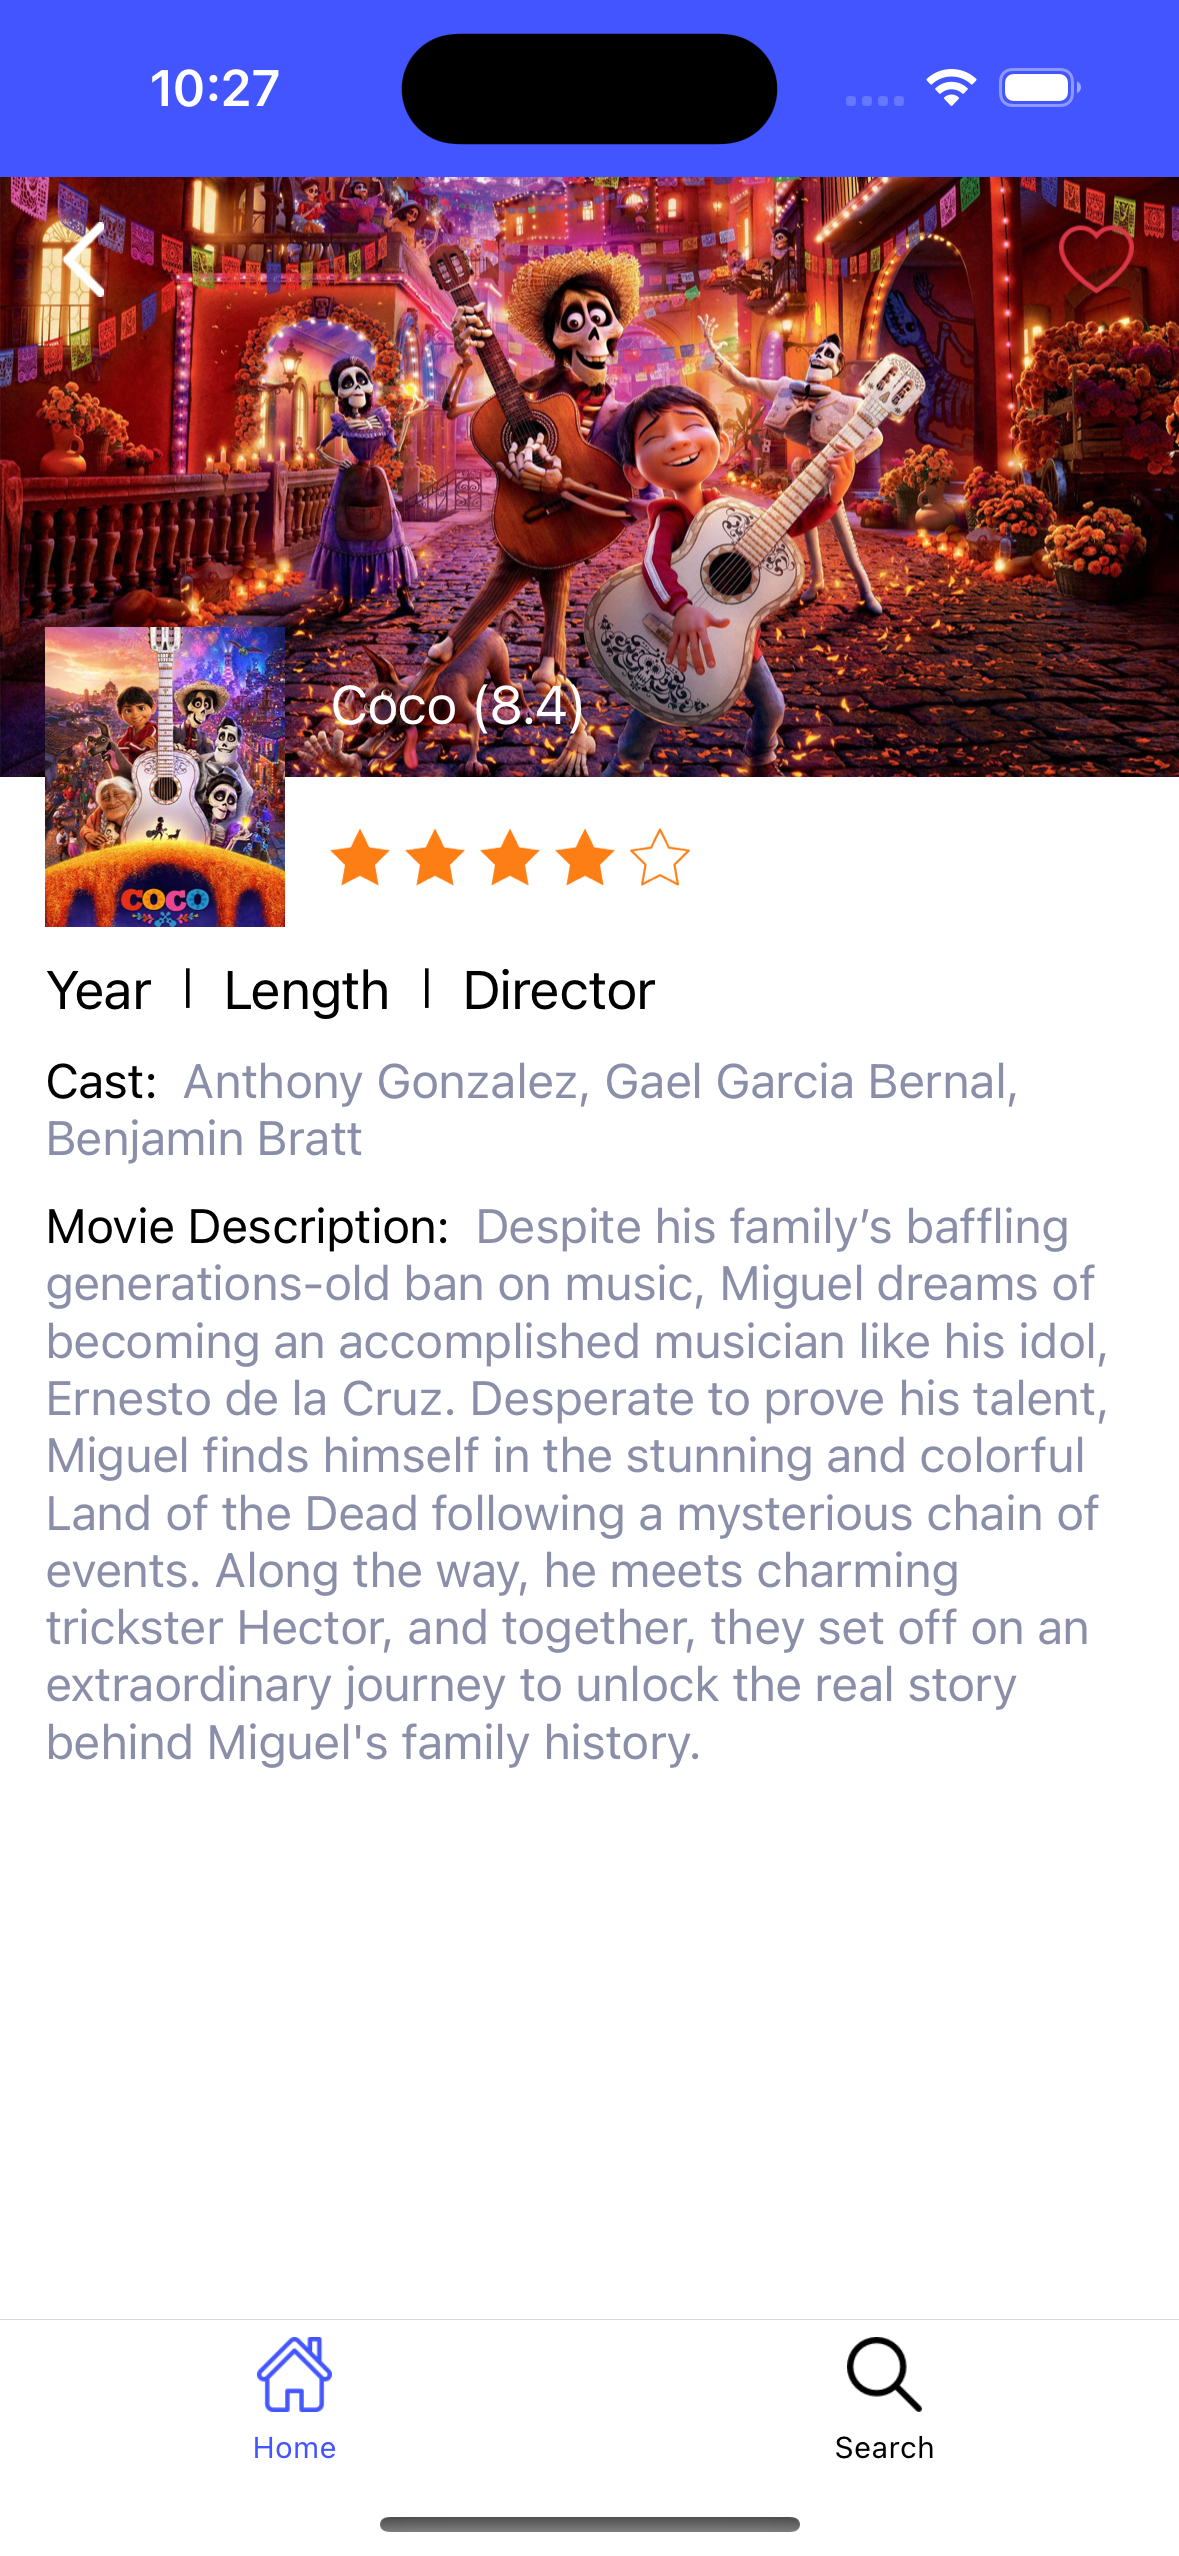 10:27
Coco (8.4)
COCO
Year | Length | Director
Cast: Anthony Gonzalez, Gael Garcia Bernal,
Benjamin Bratt
Movie Description: Despite his family’s baffling
generations-old ban on music, Miguel dreams of
becoming an accomplished musician like his idol,
Ernesto de la Cruz. Desperate to prove his talent,
Miguel finds himself in the stunning and colorful
Land of the Dead following a mysterious chain of
events. Along the way, he meets charming
trickster Hector, and together, they set off on an
extraordinary journey to unlock the real story
behind Miguel's family history.
Home
Search